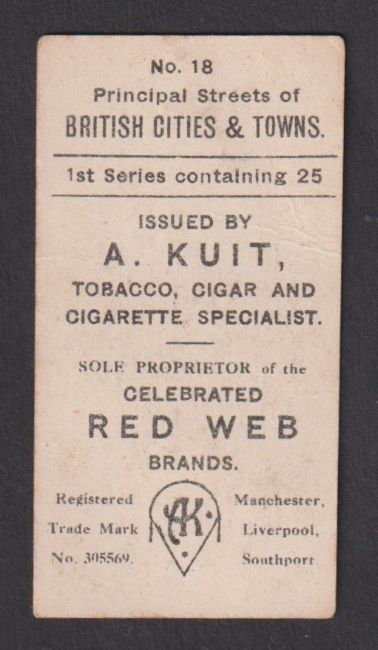 No. 18
Principal Streets of
BRITISH CITIES & TOWNS.
1st Series containing 25
ISSUED BY
A. KUIT,
TOBACCO, CIGAR AND
CIGARETTE SPECIALIST.
SOLE PROPRIETOR of the
CELEBRATED
RED WEB
BRANDS.
Registered
Trade Mark
No. 305569.
AK
Manchester,
Liverpool,
Southport